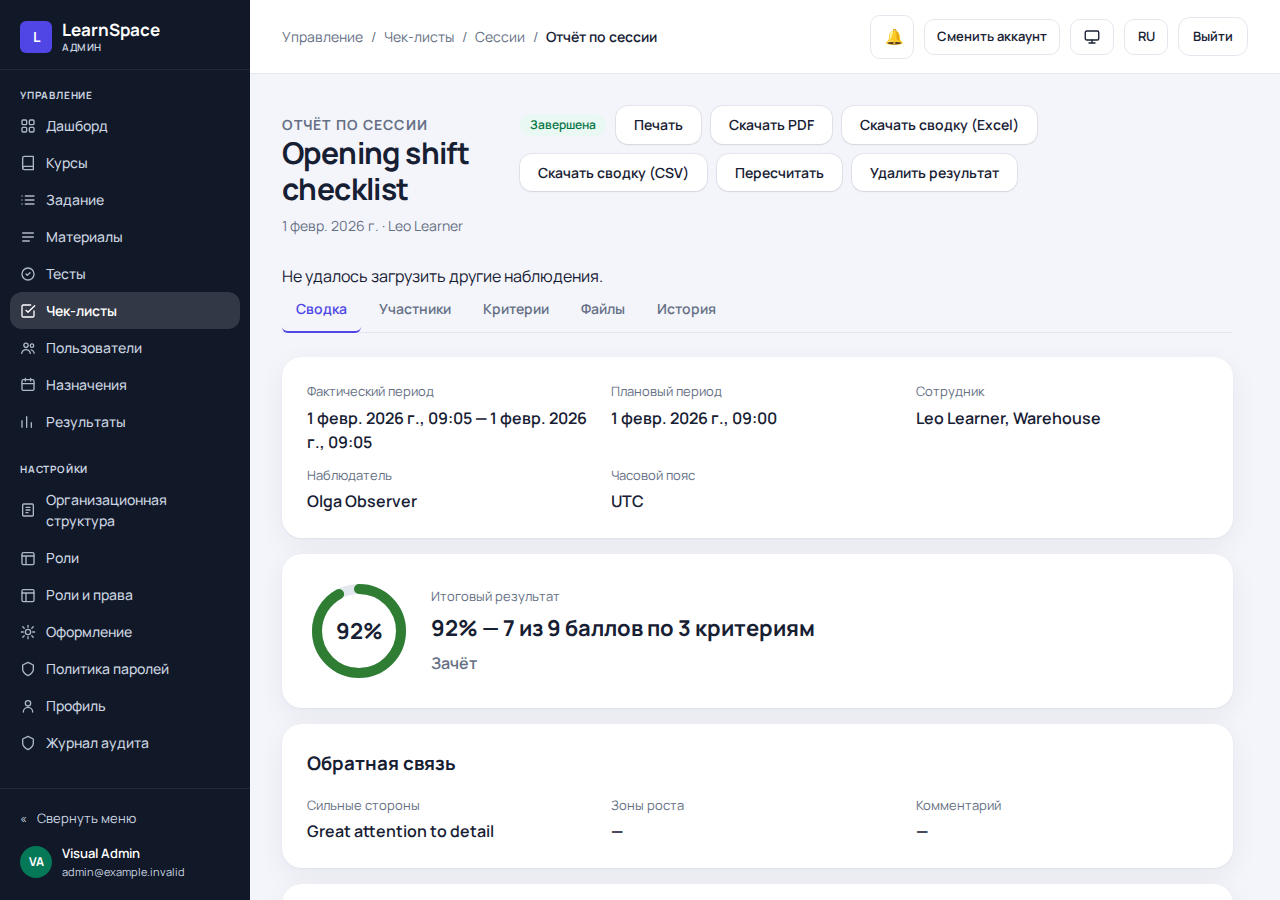 L
LearnSpace
АДМИН
УПРАВЛЕНИЕ
Дашборд
Курсы
Задание
Материалы
Тесты
Чек-листы
Пользователи
Назначения
Результаты
НАСТРОЙКИ
Организационная
структура
Роли
Роли и права
Оформление
Политика паролей
Профиль
Журнал аудита
« Свернуть меню
VA
Visual Admin
admin@example.invalid
Управление / Чек-листы / Сессии / Отчёт по сессии
Сменить аккаунт
RU
Выйти
ОТЧЁТ ПО СЕССИИ
Opening shift
checklist
1 февр. 2026 г. · Leo Learner
Завершена
Печать
Скачать PDF
Скачать сводку (Excel)
Скачать сводку (CSV)
Пересчитать
Удалить результат
Не удалось загрузить другие наблюдения.
Сводка
Участники
Критерии
Файлы
История
Фактический период
1 февр. 2026 г., 09:05 — 1 февр. 2026
г., 09:05
Плановый период
1 февр. 2026 г., 09:00
Сотрудник
Leo Learner, Warehouse
Наблюдатель
Olga Observer
Часовой пояс
UTC
92%
Итоговый результат
92% — 7 из 9 баллов по 3 критериям
Зачёт
Обратная связь
Сильные стороны
Great attention to detail
Зоны роста
—
Комментарий
—